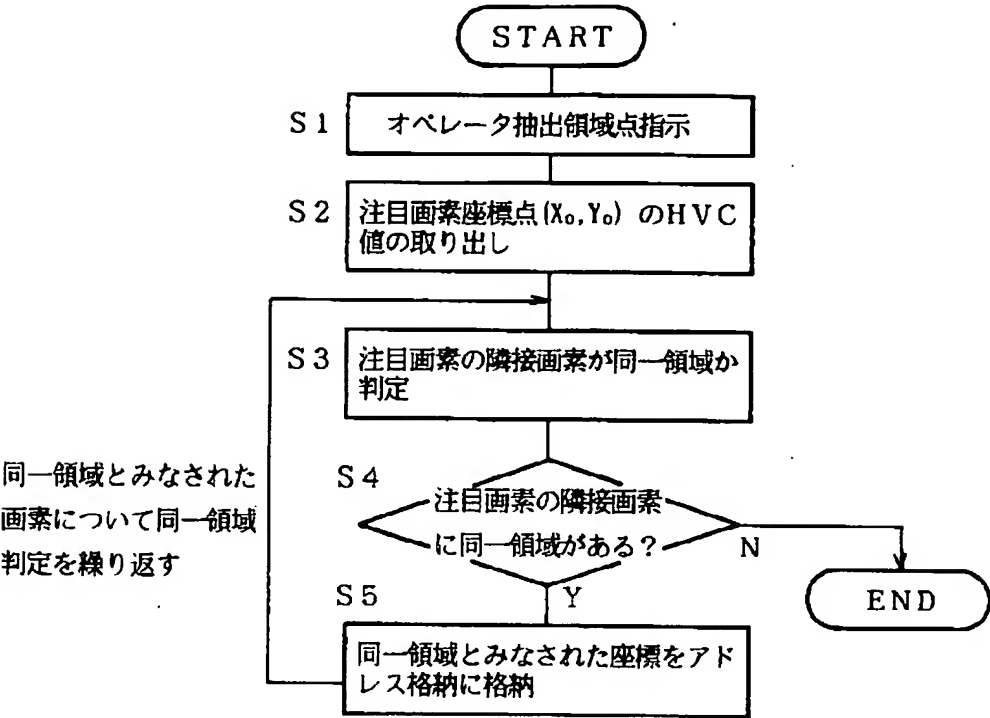 START
S1
オペレータ抽出領域点指示
S2
注目画素座標点(X₀,Y₀) のHVC
値の取り出し
S3
注目画素の隣接画素が同一領域か
判定
同一領域とみなされた
画素について同一領域
判定を繰り返す
S4
注目画素の隣接画素
に同一領域がある?
N
END
S5
Y
同一領域とみなされた座標をアド
レス格納に格納